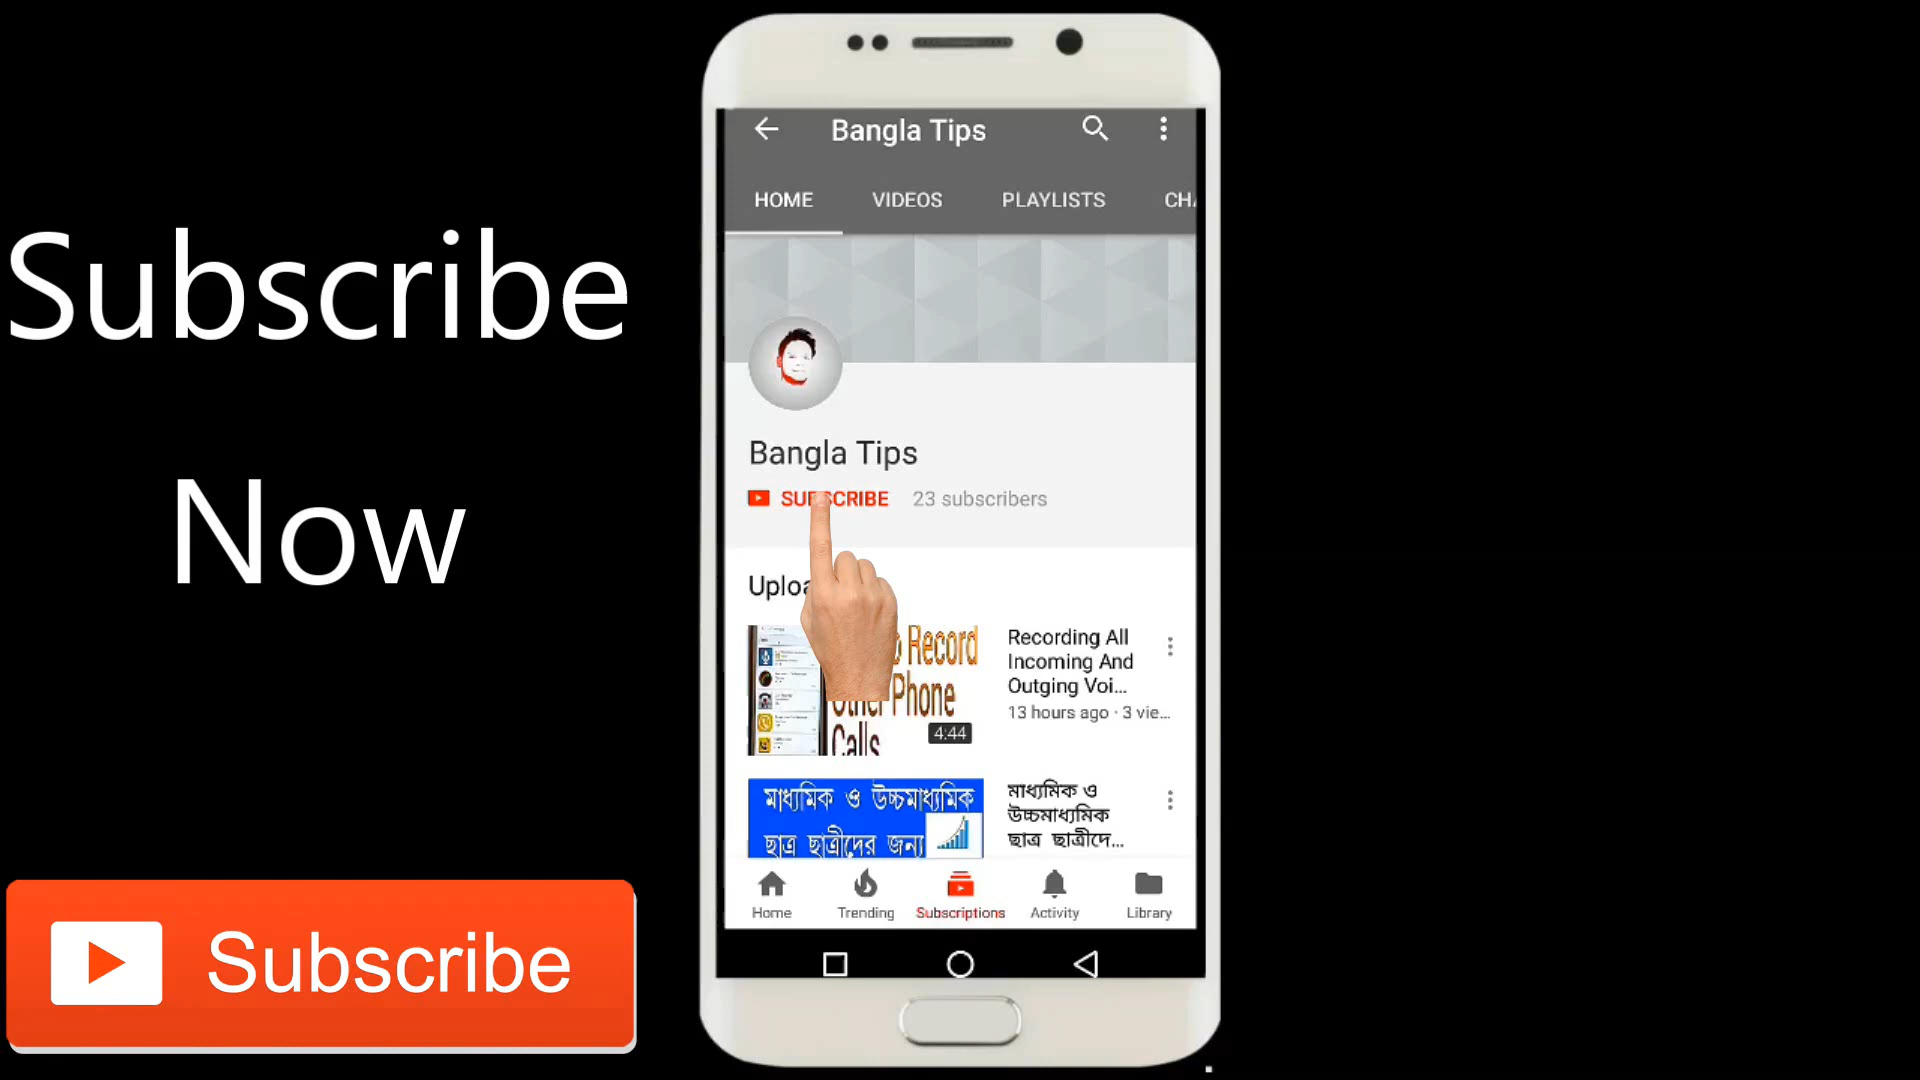 Subscribe
Now
Subscribe
Bangla Tips
HOME VIDEOS PLAYLISTS
Bangla Tips
SUBSCRIBE 23 subscribers
Record
Phone
Calls
4:44
Recording All
Incoming And
Outging Voi...
13 hours ago · 3 vie...
মাধ্যমিক ও উচ্চমাধ্যমিক
ছাত্র ছাত্রীদের জন্য
মাধ্যমিক ও
উচ্চমাধ্যমিক
ছাত্র ছাত্রীদে...
Home Trending Subscriptions Activity Library